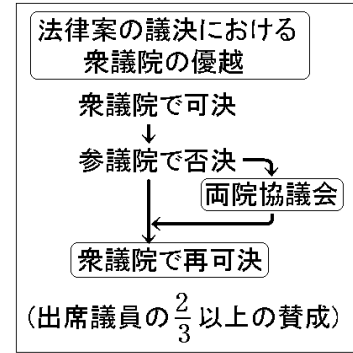 法律案の議決における
衆議院の優越
衆議院で可決
参議院で否決
両院協議会
衆議院で再可決
(出席議員の2/3以上の賛成)